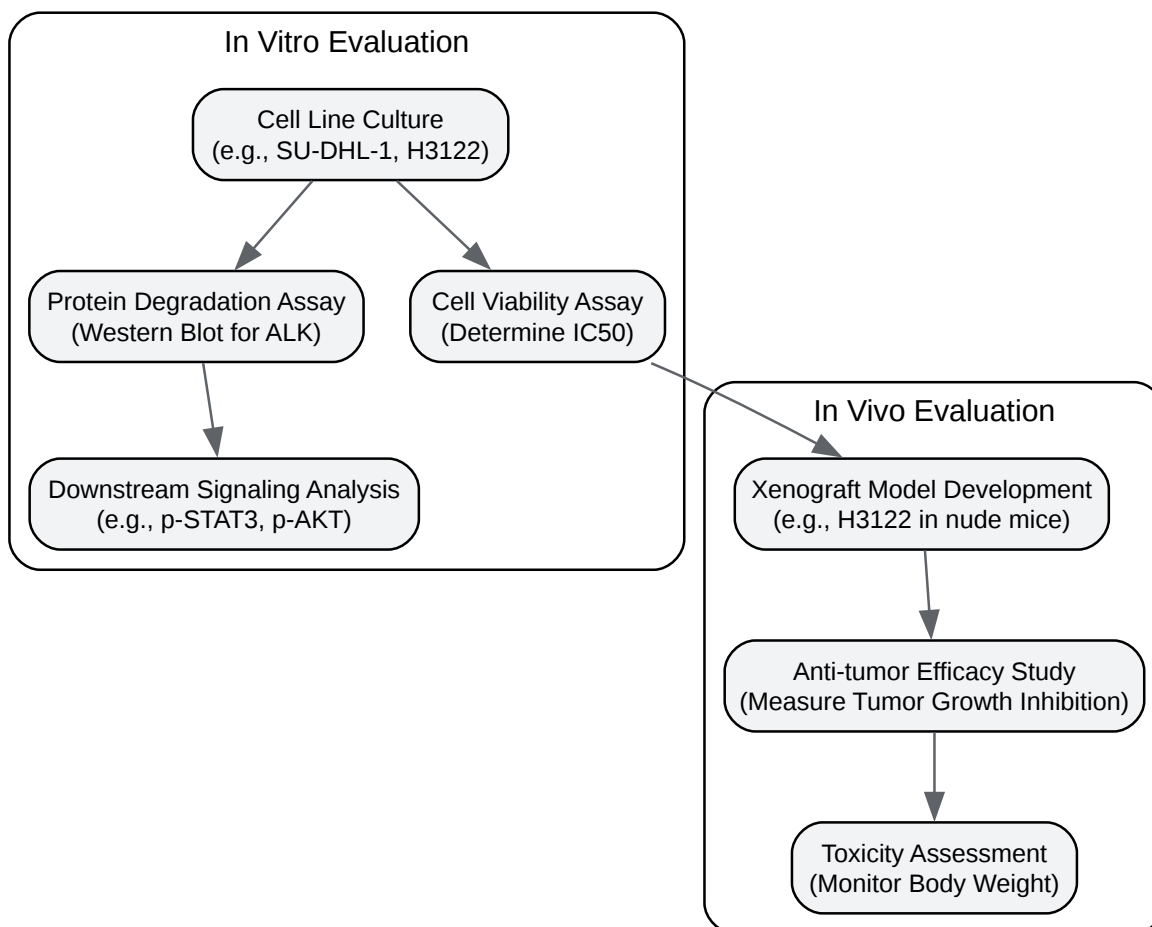 In Vitro Evaluation
Cell Line Culture
(e.g., SU-DHL-1, H3122)
Protein Degradation Assay
(Western Blot for ALK)
Cell Viability Assay
(Determine IC50)
Downstream Signaling Analysis
(e.g., p-STAT3, p-AKT)
In Vivo Evaluation
Xenograft Model Development
(e.g., H3122 in nude mice)
Anti-tumor Efficacy Study
(Measure Tumor Growth Inhibition)
Toxicity Assessment
(Monitor Body Weight)